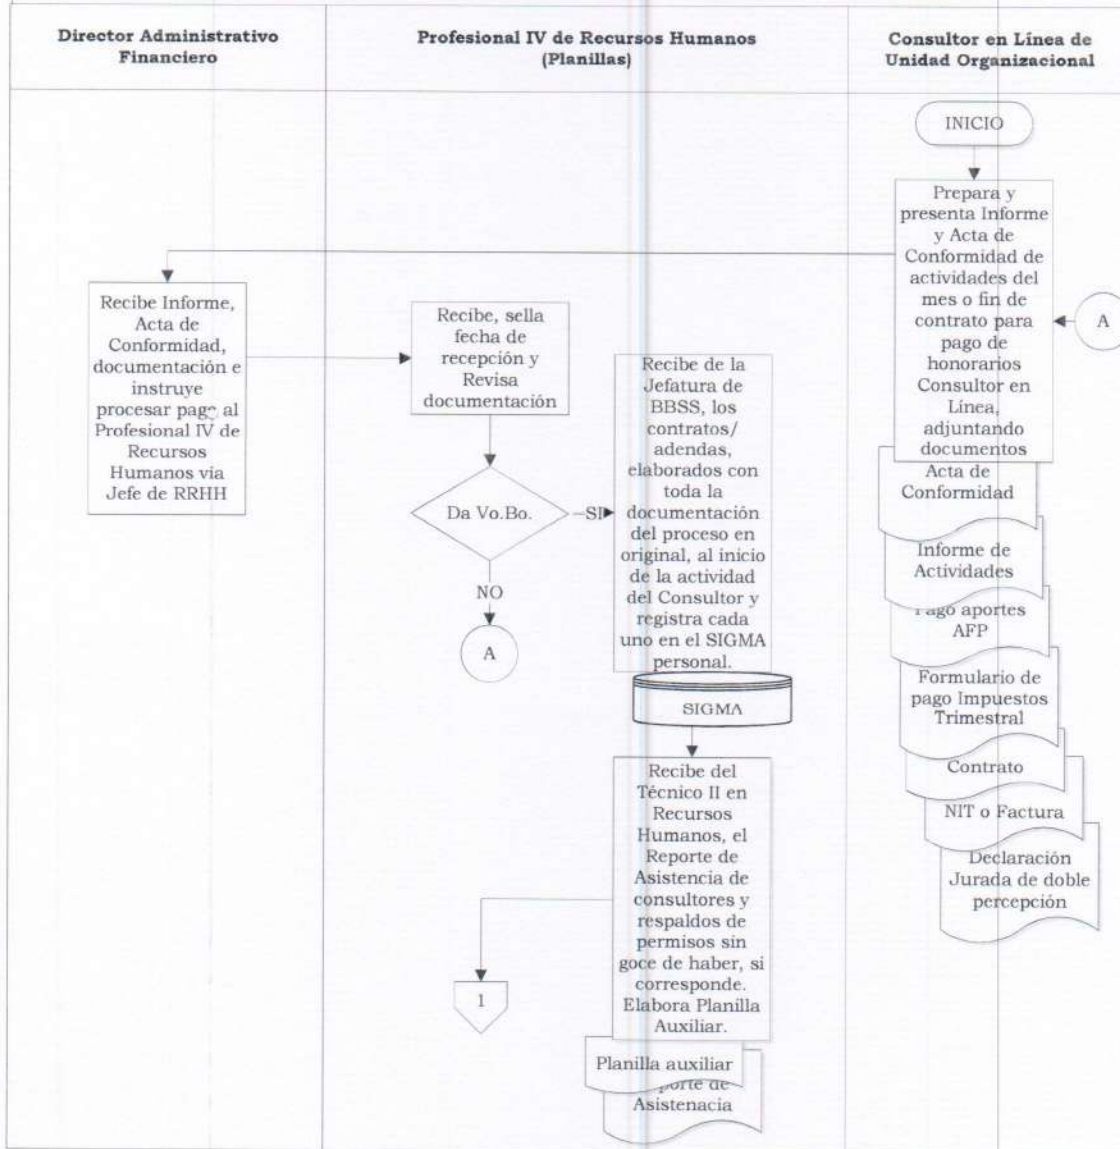 Director Administrativo
Financiero
Profesional IV de Recursos Humanos
(Planillas)
Consultor en Línea de
Unidad Organizacional
INICIO
Prepara y
presenta Informe
y Acta de
Conformidad de
actividades del
mes o fin de
contrato para
pago de
honorarios
Consultor en
Línea,
adjuntando
documentos
A
Acta de
Conformidad
Informe de
Actividades
Pago aportes
AFP
Formulario de
pago Impuestos
Trimestral
Contrato
NIT o Factura
Declaración
Jurada de doble
percepción
Recibe Informe,
Acta de
Conformidad,
documentación e
instruye
procesar pago al
Profesional IV de
Recursos
Humanos vía
Jefe de RRHH
Recibe, sella
fecha de
recepción y
Revisa
documentación
Da Vo.Bo.
SI
NO
A
Recibe de la
Jefatura de
BBSS, los
contratos/
adendas,
elaborados con
toda la
documentación
del proceso en
original, al inicio
de la actividad
del Consultor y
registra cada
uno en el SIGMA
personal.
SIGMA
Recibe del
Técnico II en
Recursos
Humanos, el
Reporte de
Asistencia de
consultores y
respaldos de
permisos sin
goce de haber, si
corresponde.
Elabora Planilla
Auxiliar.
1
Planilla auxiliar
porte de
Asistenacia